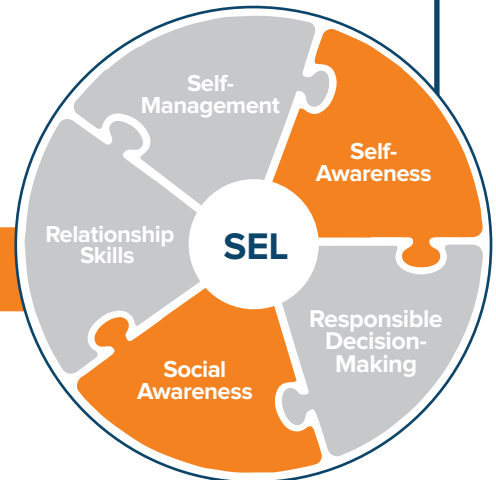 Self-
Management
Self-
Awareness
Relationship
Skills
SEL
Responsible
Decision-
Making
Social
Awareness